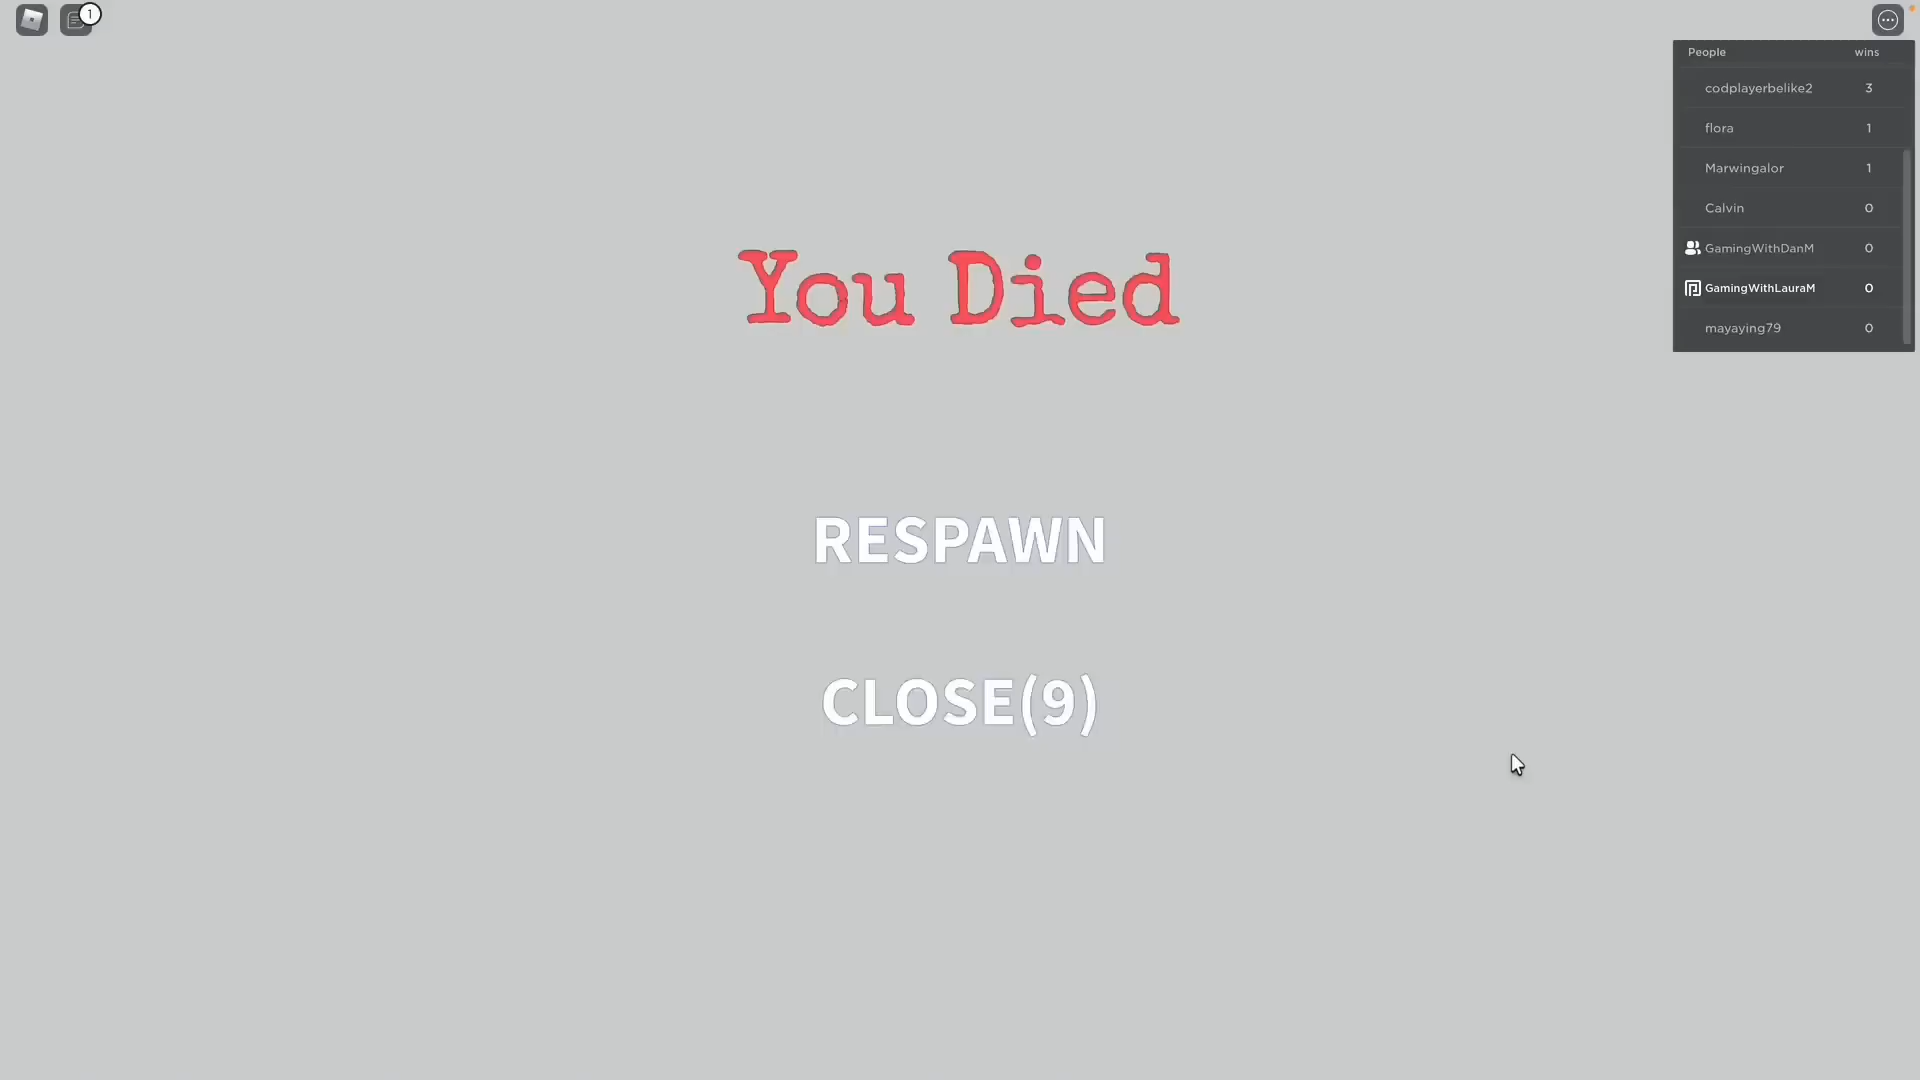 1
People wins
codplayerbelike2 3
flora 1
Marwingalor 1
Calvin 0
GamingWithDanM 0
GamingWithLauraM 0
mayaying79 0
You Died
RESPAWN
CLOSE(9)